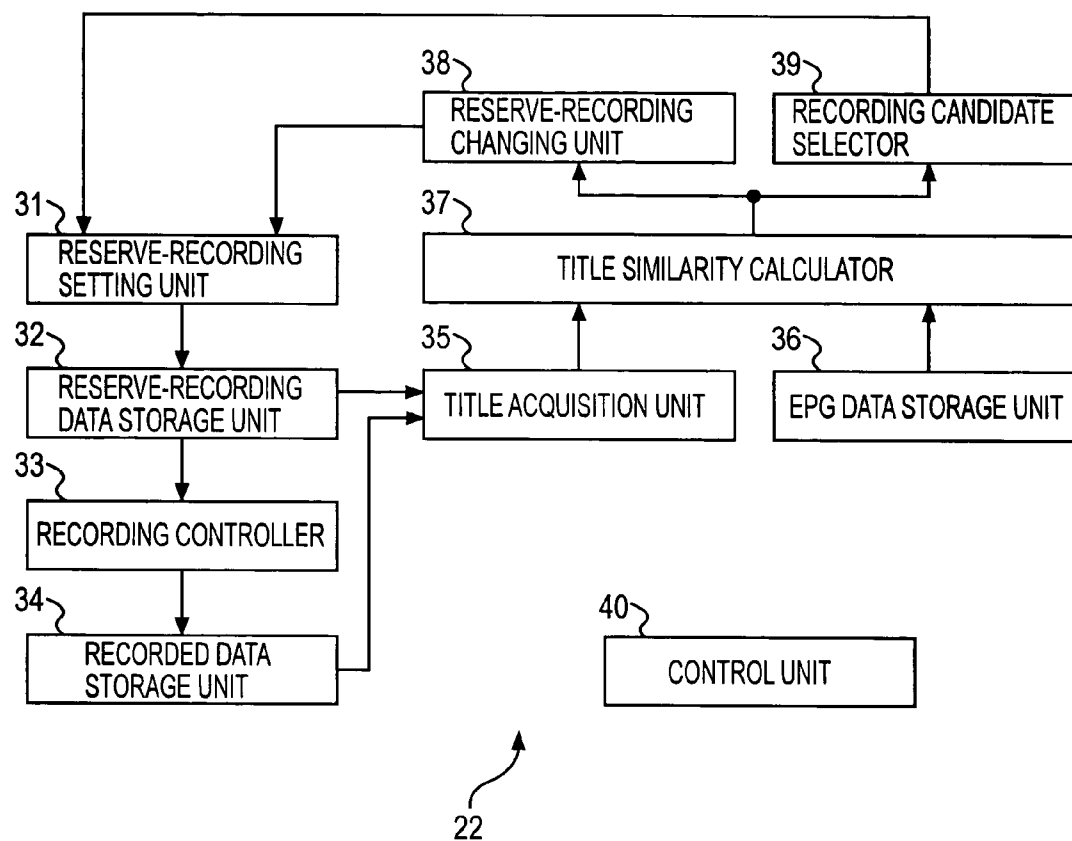 38
RESERVE-RECORDING
CHANGING UNIT
39
RECORDING CANDIDATE
SELECTOR
31
RESERVE-RECORDING
SETTING UNIT
37
TITLE SIMILARITY CALCULATOR
32
RESERVE-RECORDING
DATA STORAGE UNIT
35
TITLE ACQUISITION UNIT
36
EPG DATA STORAGE UNIT
33
RECORDING CONTROLLER
34
RECORDED DATA
STORAGE UNIT
40
CONTROL UNIT
22